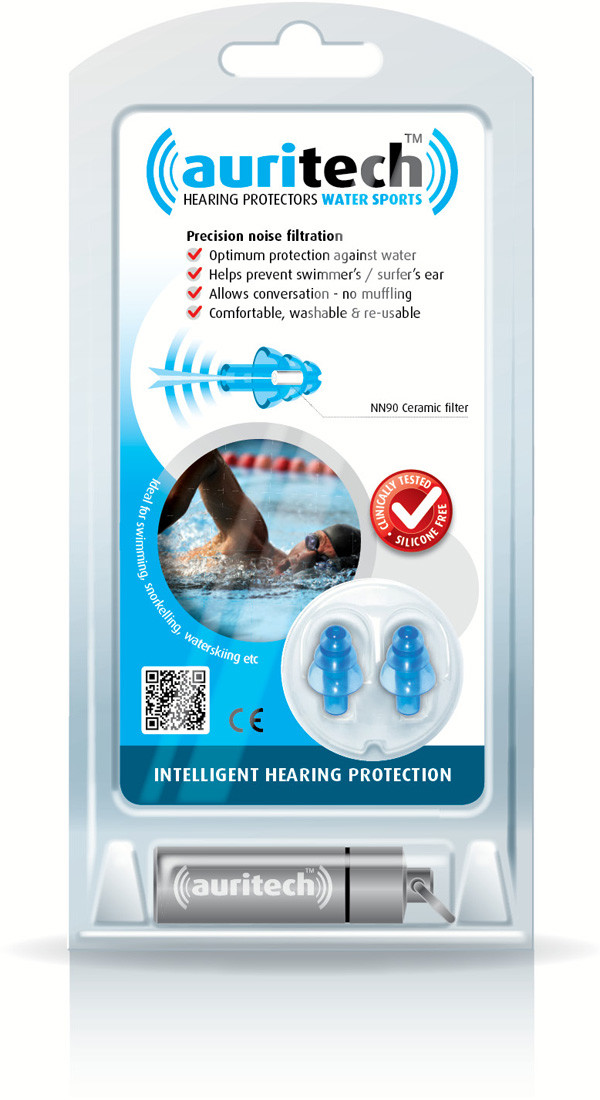 auritech™
HEARING PROTECTORS WATER SPORTS
Precision noise filtration
Optimum protection against water
Helps prevent swimmer's / surfer's ear
Allows conversation - no muffling
Comfortable, washable & re-usable
NN90 Ceramic filter
CLINICALLY TESTED
• SILICONE FREE •
Ideal for swimming, snorkelling, waterskiing etc
CE
INTELLIGENT HEARING PROTECTION
auritech™